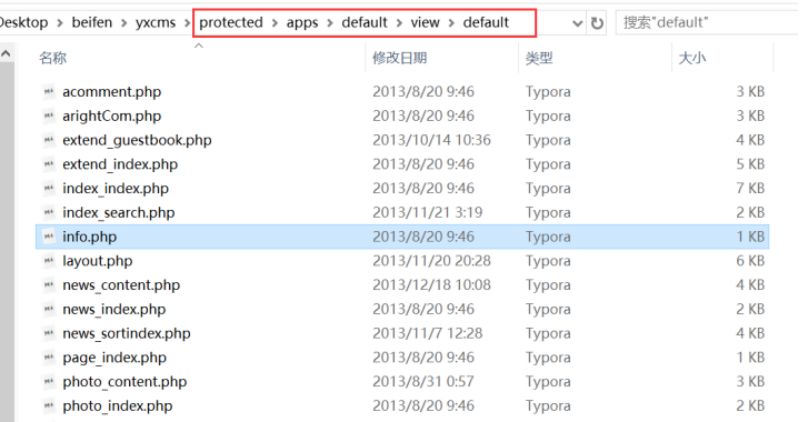 Desktop > beifen > yxcms > protected > apps > default > view > default 搜索"default"
名称 修改日期 类型 大小
acomment.php 2013/8/20 9:46 Typora 3 KB
arightCom.php 2013/8/20 9:46 Typora 3 KB
extend_guestbook.php 2013/10/14 10:36 Typora 4 KB
extend_index.php 2013/8/20 9:46 Typora 5 KB
index_index.php 2013/8/20 9:46 Typora 7 KB
index_search.php 2013/11/21 3:19 Typora 2 KB
info.php 2013/8/20 9:46 Typora 1 KB
layout.php 2013/11/20 20:28 Typora 6 KB
news_content.php 2013/12/18 10:08 Typora 4 KB
news_index.php 2013/8/20 9:46 Typora 2 KB
news_sortindex.php 2013/11/7 12:28 Typora 4 KB
page_index.php 2013/8/20 9:46 Typora 1 KB
photo_content.php 2013/8/31 0:57 Typora 3 KB
photo_index.php 2013/8/20 9:46 Typora 2 KB